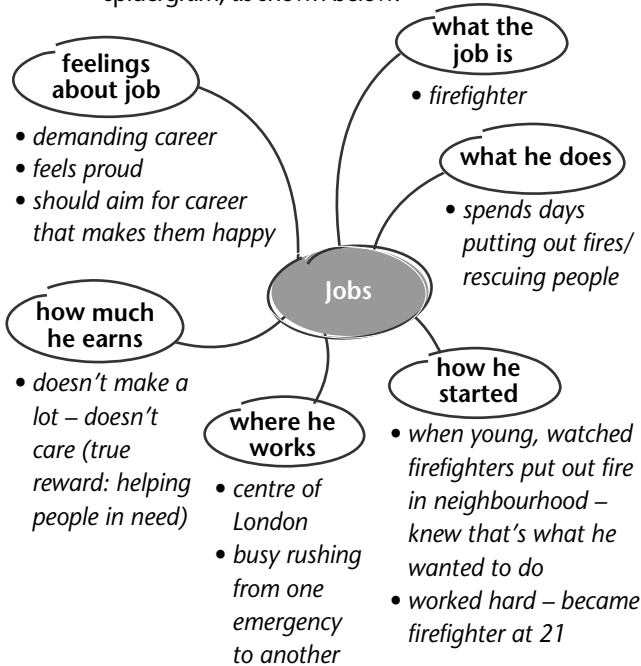 what the
job is
• firefighter
feelings
about job
• demanding career
• feels proud
• should aim for career
that makes them happy
what he does
• spends days
putting out fires/
rescuing people
Jobs
how much
he earns
• doesn't make a
lot – doesn't
care (true
reward: helping
people in need)
where he
works
• centre of
London
• busy rushing
from one
emergency
to another
how he
started
• when young, watched
firefighters put out fire
in neighbourhood –
knew that's what he
wanted to do
• worked hard – became
firefighter at 21